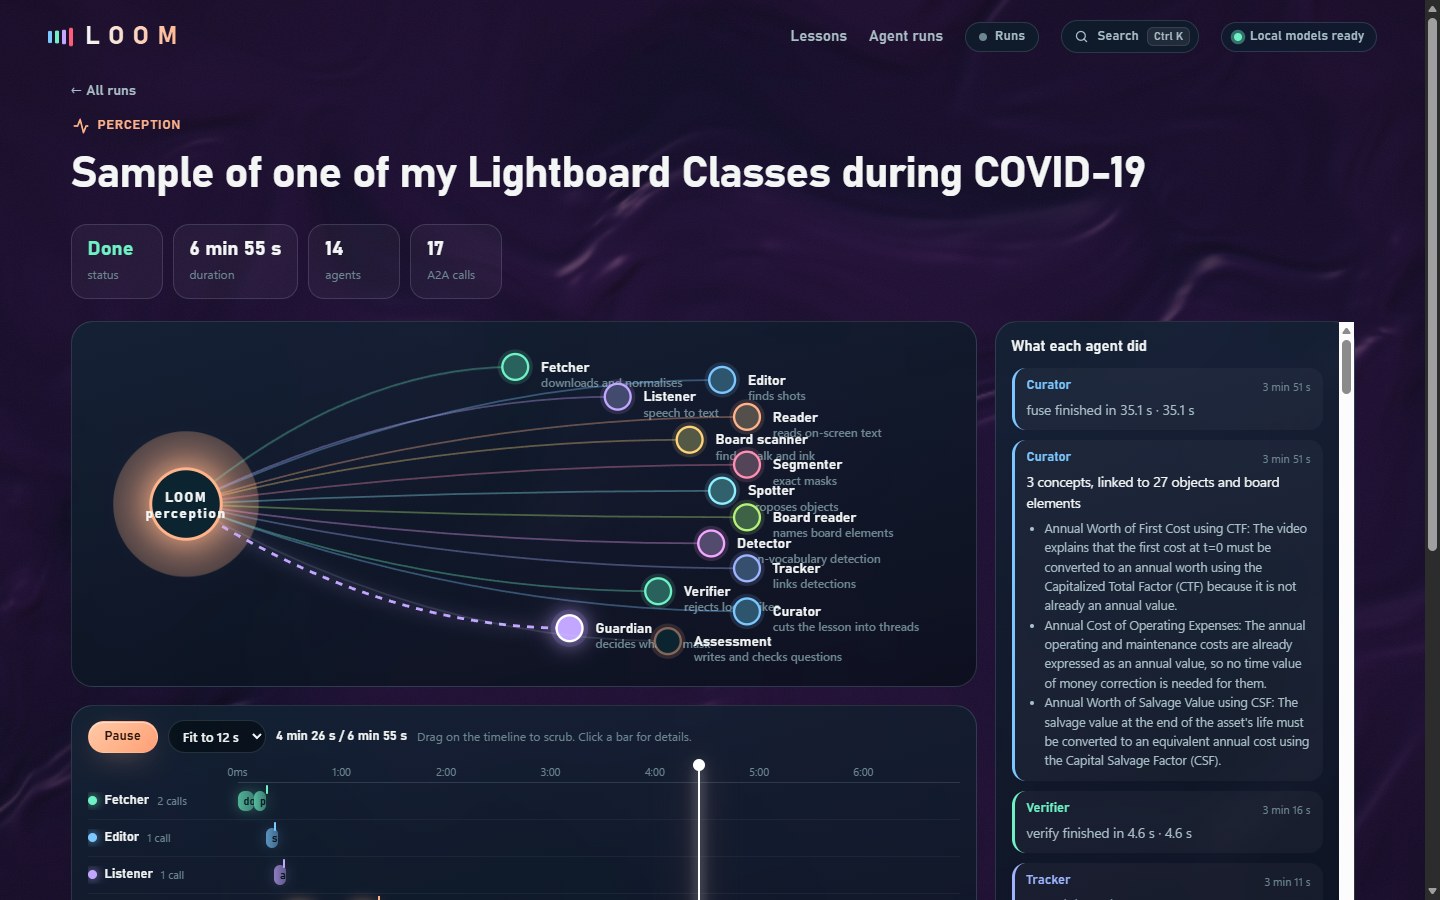 LOOM
Lessons
Agent runs
Runs
Search Ctrl K
Local models ready
← All runs
PERCEPTION
Sample of one of my Lightboard Classes during COVID-19
Done
status
6 min 55 s
duration
14
agents
17
A2A calls
LOOM
perception
Fetcher
downloads and normalises
Editor
finds shots
Listener
speech to text
Reader
reads on-screen text
Board scanner
Segmenter
exact masks
Spotter
Board reader
names board elements
Detector
Tracker
links detections
Verifier
Curator
cuts the lesson into threads
Guardian
Assessment
writes and checks questions
Pause
Fit to 12 s
4 min 26 s / 6 min 55 s
Drag on the timeline to scrub. Click a bar for details.
0ms 1:00 2:00 3:00 4:00 5:00 6:00
Fetcher 2 calls
Editor 1 call
Listener 1 call
What each agent did
Curator 3 min 51 s
fuse finished in 35.1 s · 35.1 s
Curator 3 min 51 s
3 concepts, linked to 27 objects and board
elements
• Annual Worth of First Cost using CTF: The video
explains that the first cost at t=0 must be
converted to an annual worth using the
Capitalized Total Factor (CTF) because it is not
already an annual value.
• Annual Cost of Operating Expenses: The annual
operating and maintenance costs are already
expressed as an annual value, so no time value
of money correction is needed for them.
• Annual Worth of Salvage Value using CSF: The
salvage value at the end of the asset's life must
be converted to an equivalent annual cost using
the Capital Salvage Factor (CSF).
Verifier 3 min 16 s
verify finished in 4.6 s · 4.6 s
Tracker 3 min 11 s